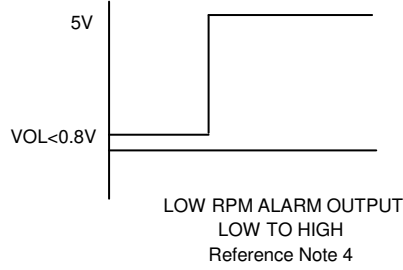 5V
VOL<0.8V
LOW RPM ALARM OUTPUT
LOW TO HIGH
Reference Note 4